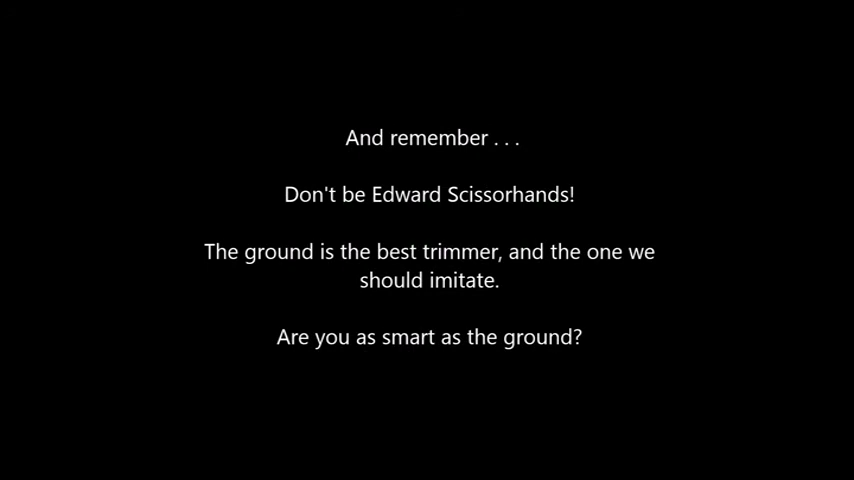 And remember . . .
Don't be Edward Scissorhands!
The ground is the best trimmer, and the one we
should imitate.
Are you as smart as the ground?